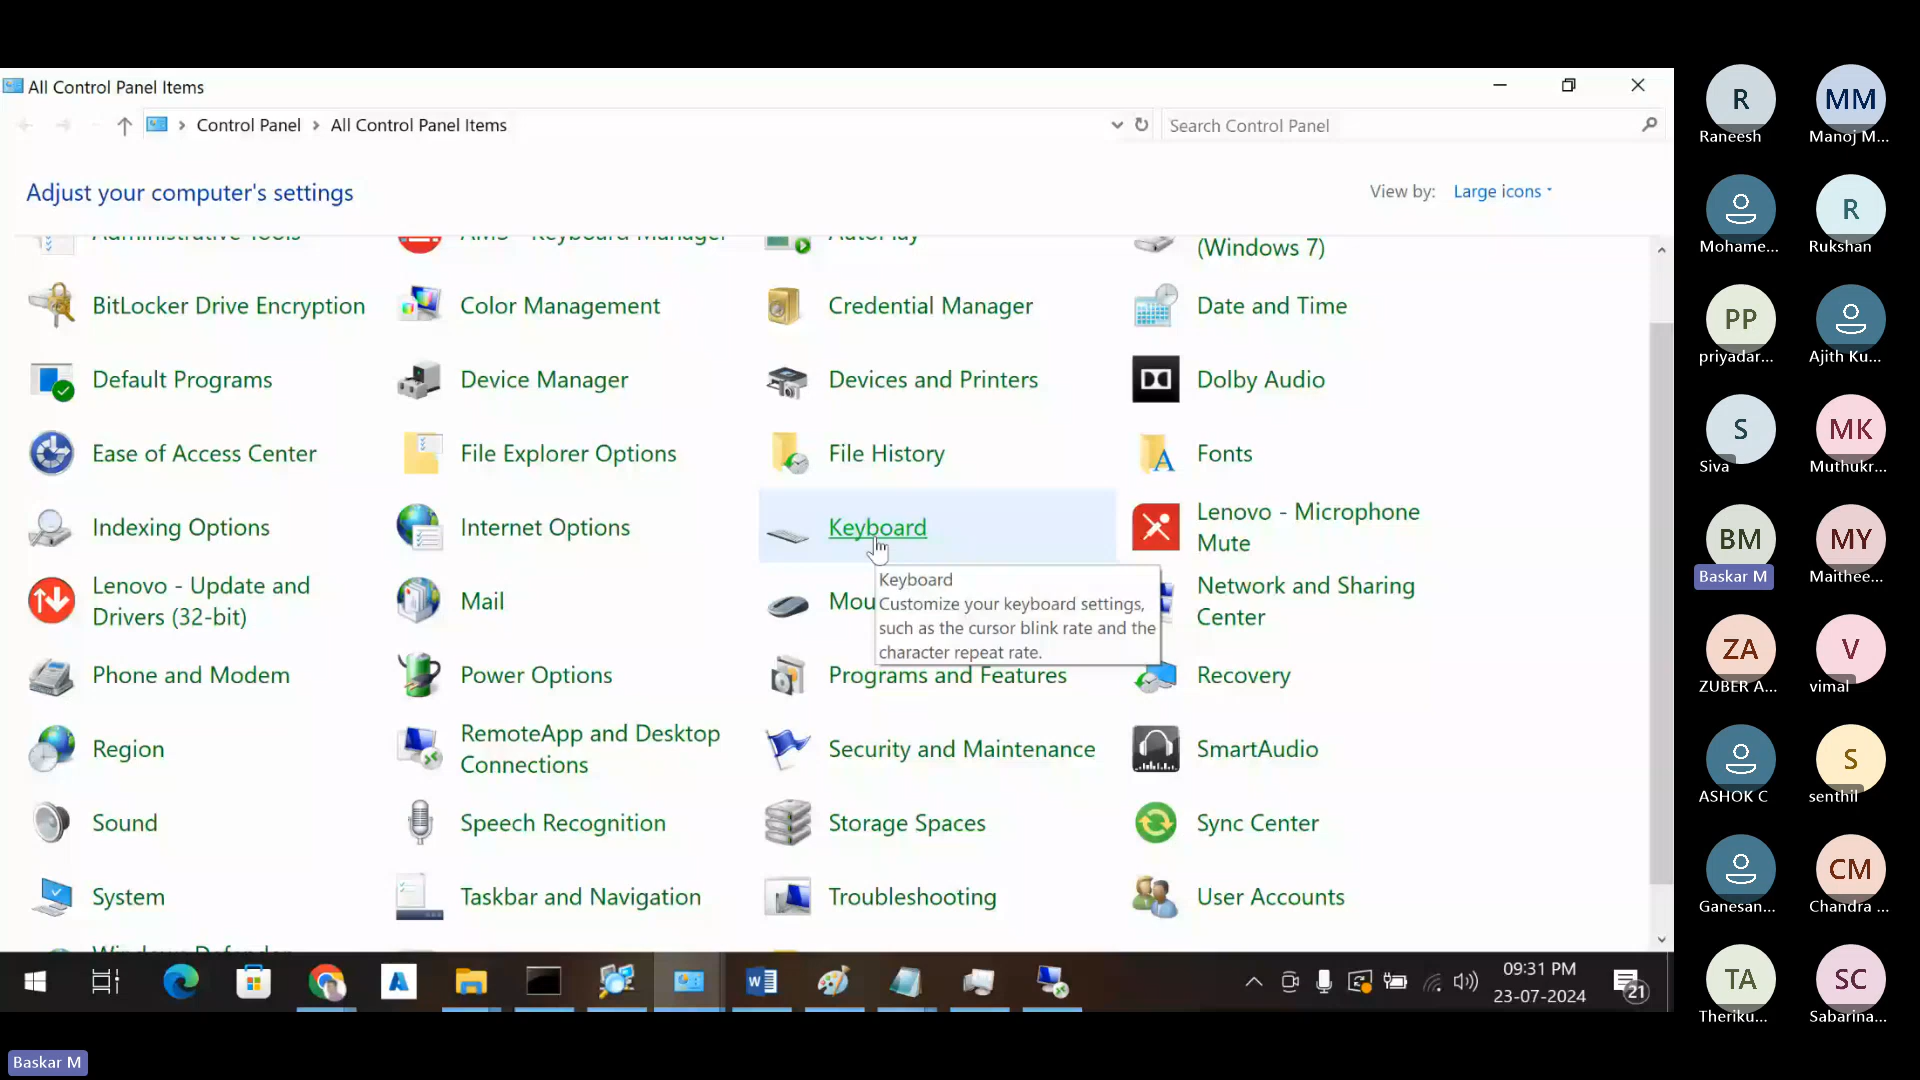 All Control Panel Items
Control Panel > All Control Panel Items
Search Control Panel
Adjust your computer's settings
View by: Large icons
Administrative Tools
AMS - Keyboard Manager
AutoPlay
(Windows 7)
BitLocker Drive Encryption
Color Management
Credential Manager
Date and Time
Default Programs
Device Manager
Devices and Printers
Dolby Audio
Ease of Access Center
File Explorer Options
File History
Fonts
Indexing Options
Internet Options
Keyboard
Lenovo - Microphone
Mute
Lenovo - Update and
Drivers (32-bit)
Mail
Mou
Keyboard
Customize your keyboard settings,
such as the cursor blink rate and the
character repeat rate.
Network and Sharing
Center
Phone and Modem
Power Options
Programs and Features
Recovery
Region
RemoteApp and Desktop
Connections
Security and Maintenance
SmartAudio
Sound
Speech Recognition
Storage Spaces
Sync Center
System
Taskbar and Navigation
Troubleshooting
User Accounts
Windows Defender
09:31 PM
23-07-2024
21
R
Raneesh
MM
Manoj M...
Mohame...
R
Rukshan
PP
priyadar...
Ajith Ku...
S
Siva
MK
Muthukr...
BM
Baskar M
MY
Maithee...
ZA
ZUBER A...
V
vimal
ASHOK C
S
senthil
Ganesan...
CM
Chandra ...
TA
Theriku...
SC
Sabarina...
Baskar M